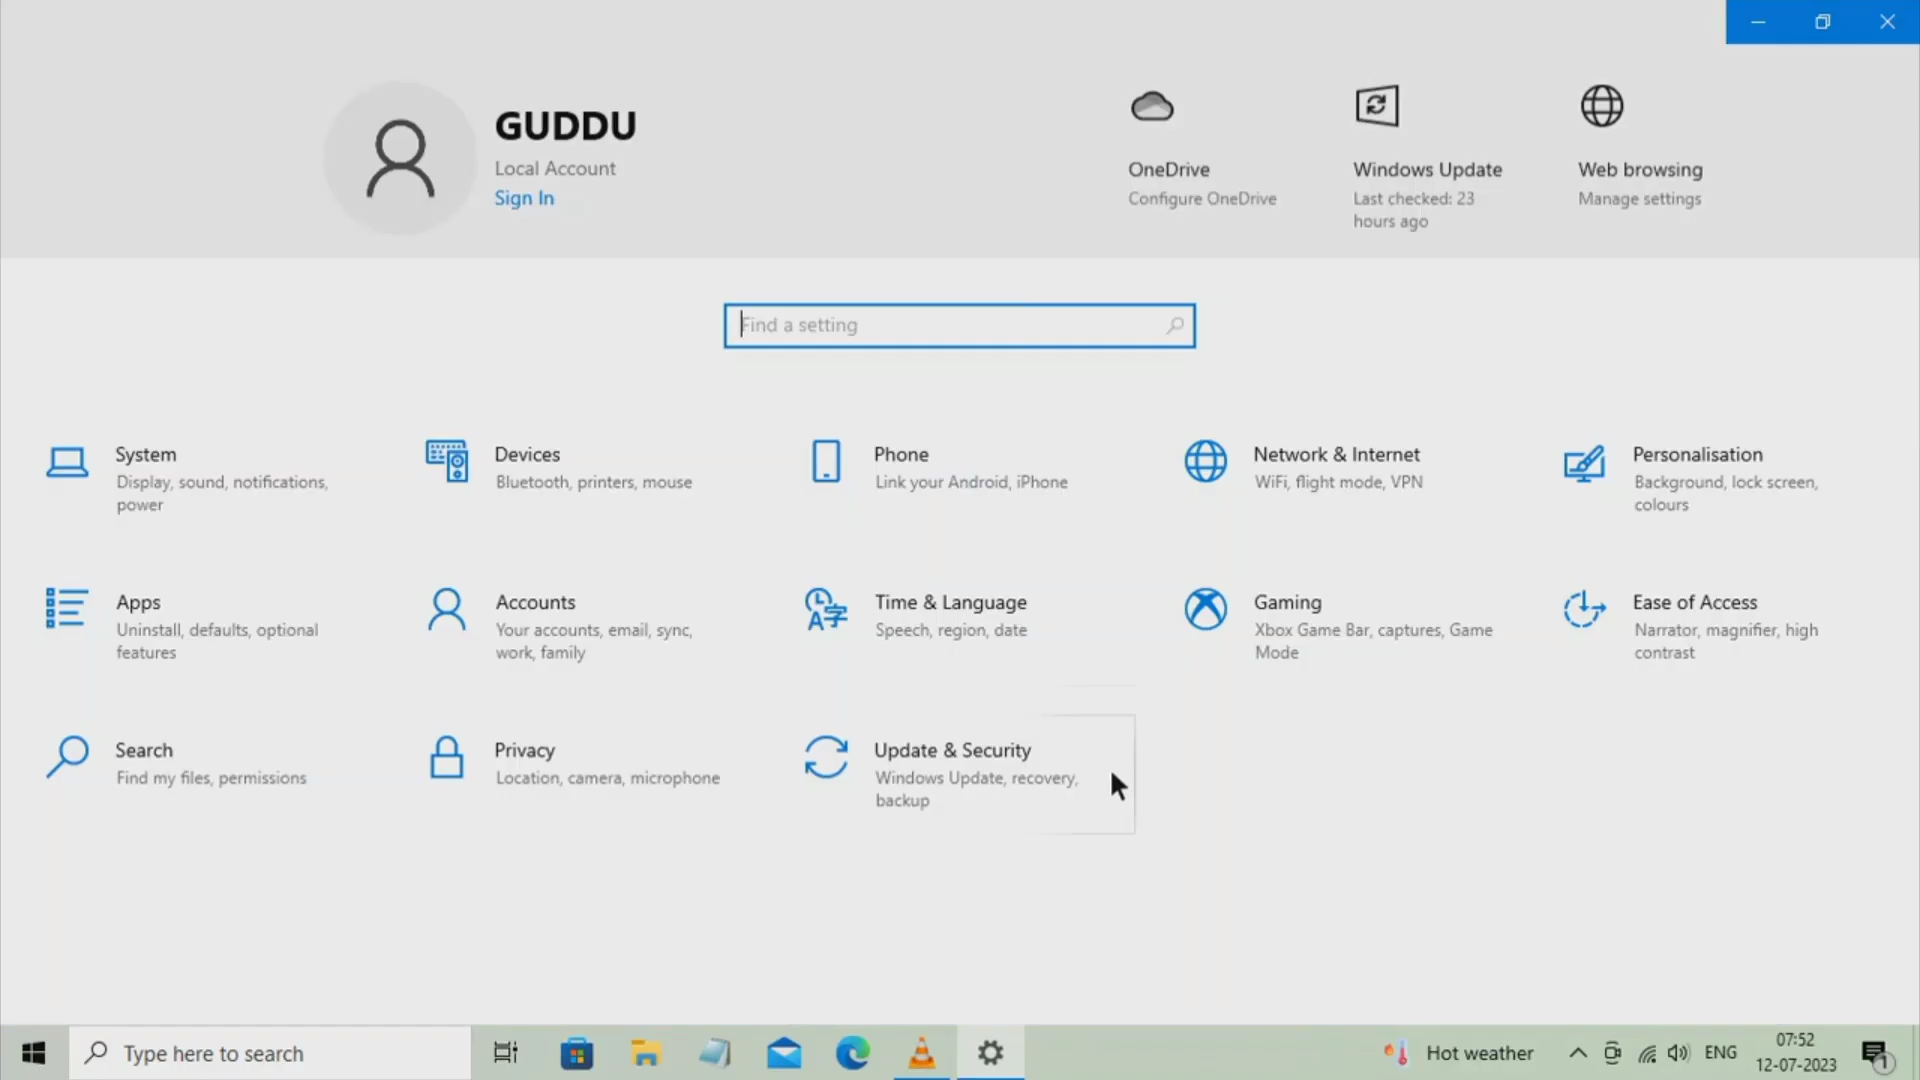 GUDDU
Local Account
Sign In
OneDrive
Configure OneDrive
Windows Update
Last checked: 23
hours ago
Web browsing
Manage settings
Find a setting
System
Display, sound, notifications,
power
Devices
Bluetooth, printers, mouse
Phone
Link your Android, iPhone
Network & Internet
WiFi, flight mode, VPN
Personalisation
Background, lock screen,
colours
Apps
Uninstall, defaults, optional
features
Accounts
Your accounts, email, sync,
work, family
Time & Language
Speech, region, date
Gaming
Xbox Game Bar, captures, Game
Mode
Ease of Access
Narrator, magnifier, high
contrast
Search
Find my files, permissions
Privacy
Location, camera, microphone
Update & Security
Windows Update, recovery,
backup
Type here to search
Hot weather
ENG
07:52
12-07-2023
1